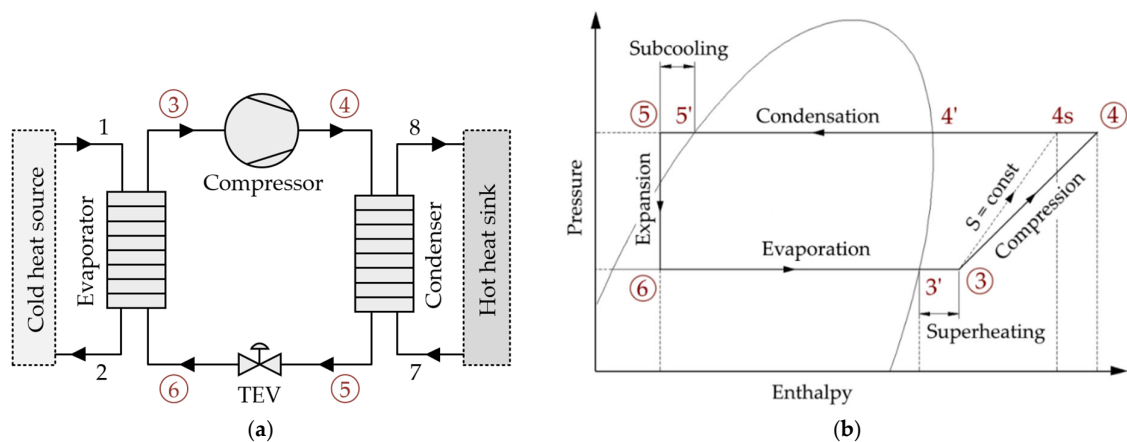 ③
④
1
8
Cold heat source
Evaporator
Compressor
Condenser
Hot heat sink
2
⑥
TEV
⑤
7
(a)
Subcooling
⑤
5'
Condensation
4'
4s
④
Pressure
Expansion
S = const
Compression
Evaporation
⑥
3'
③
Superheating
Enthalpy
(b)